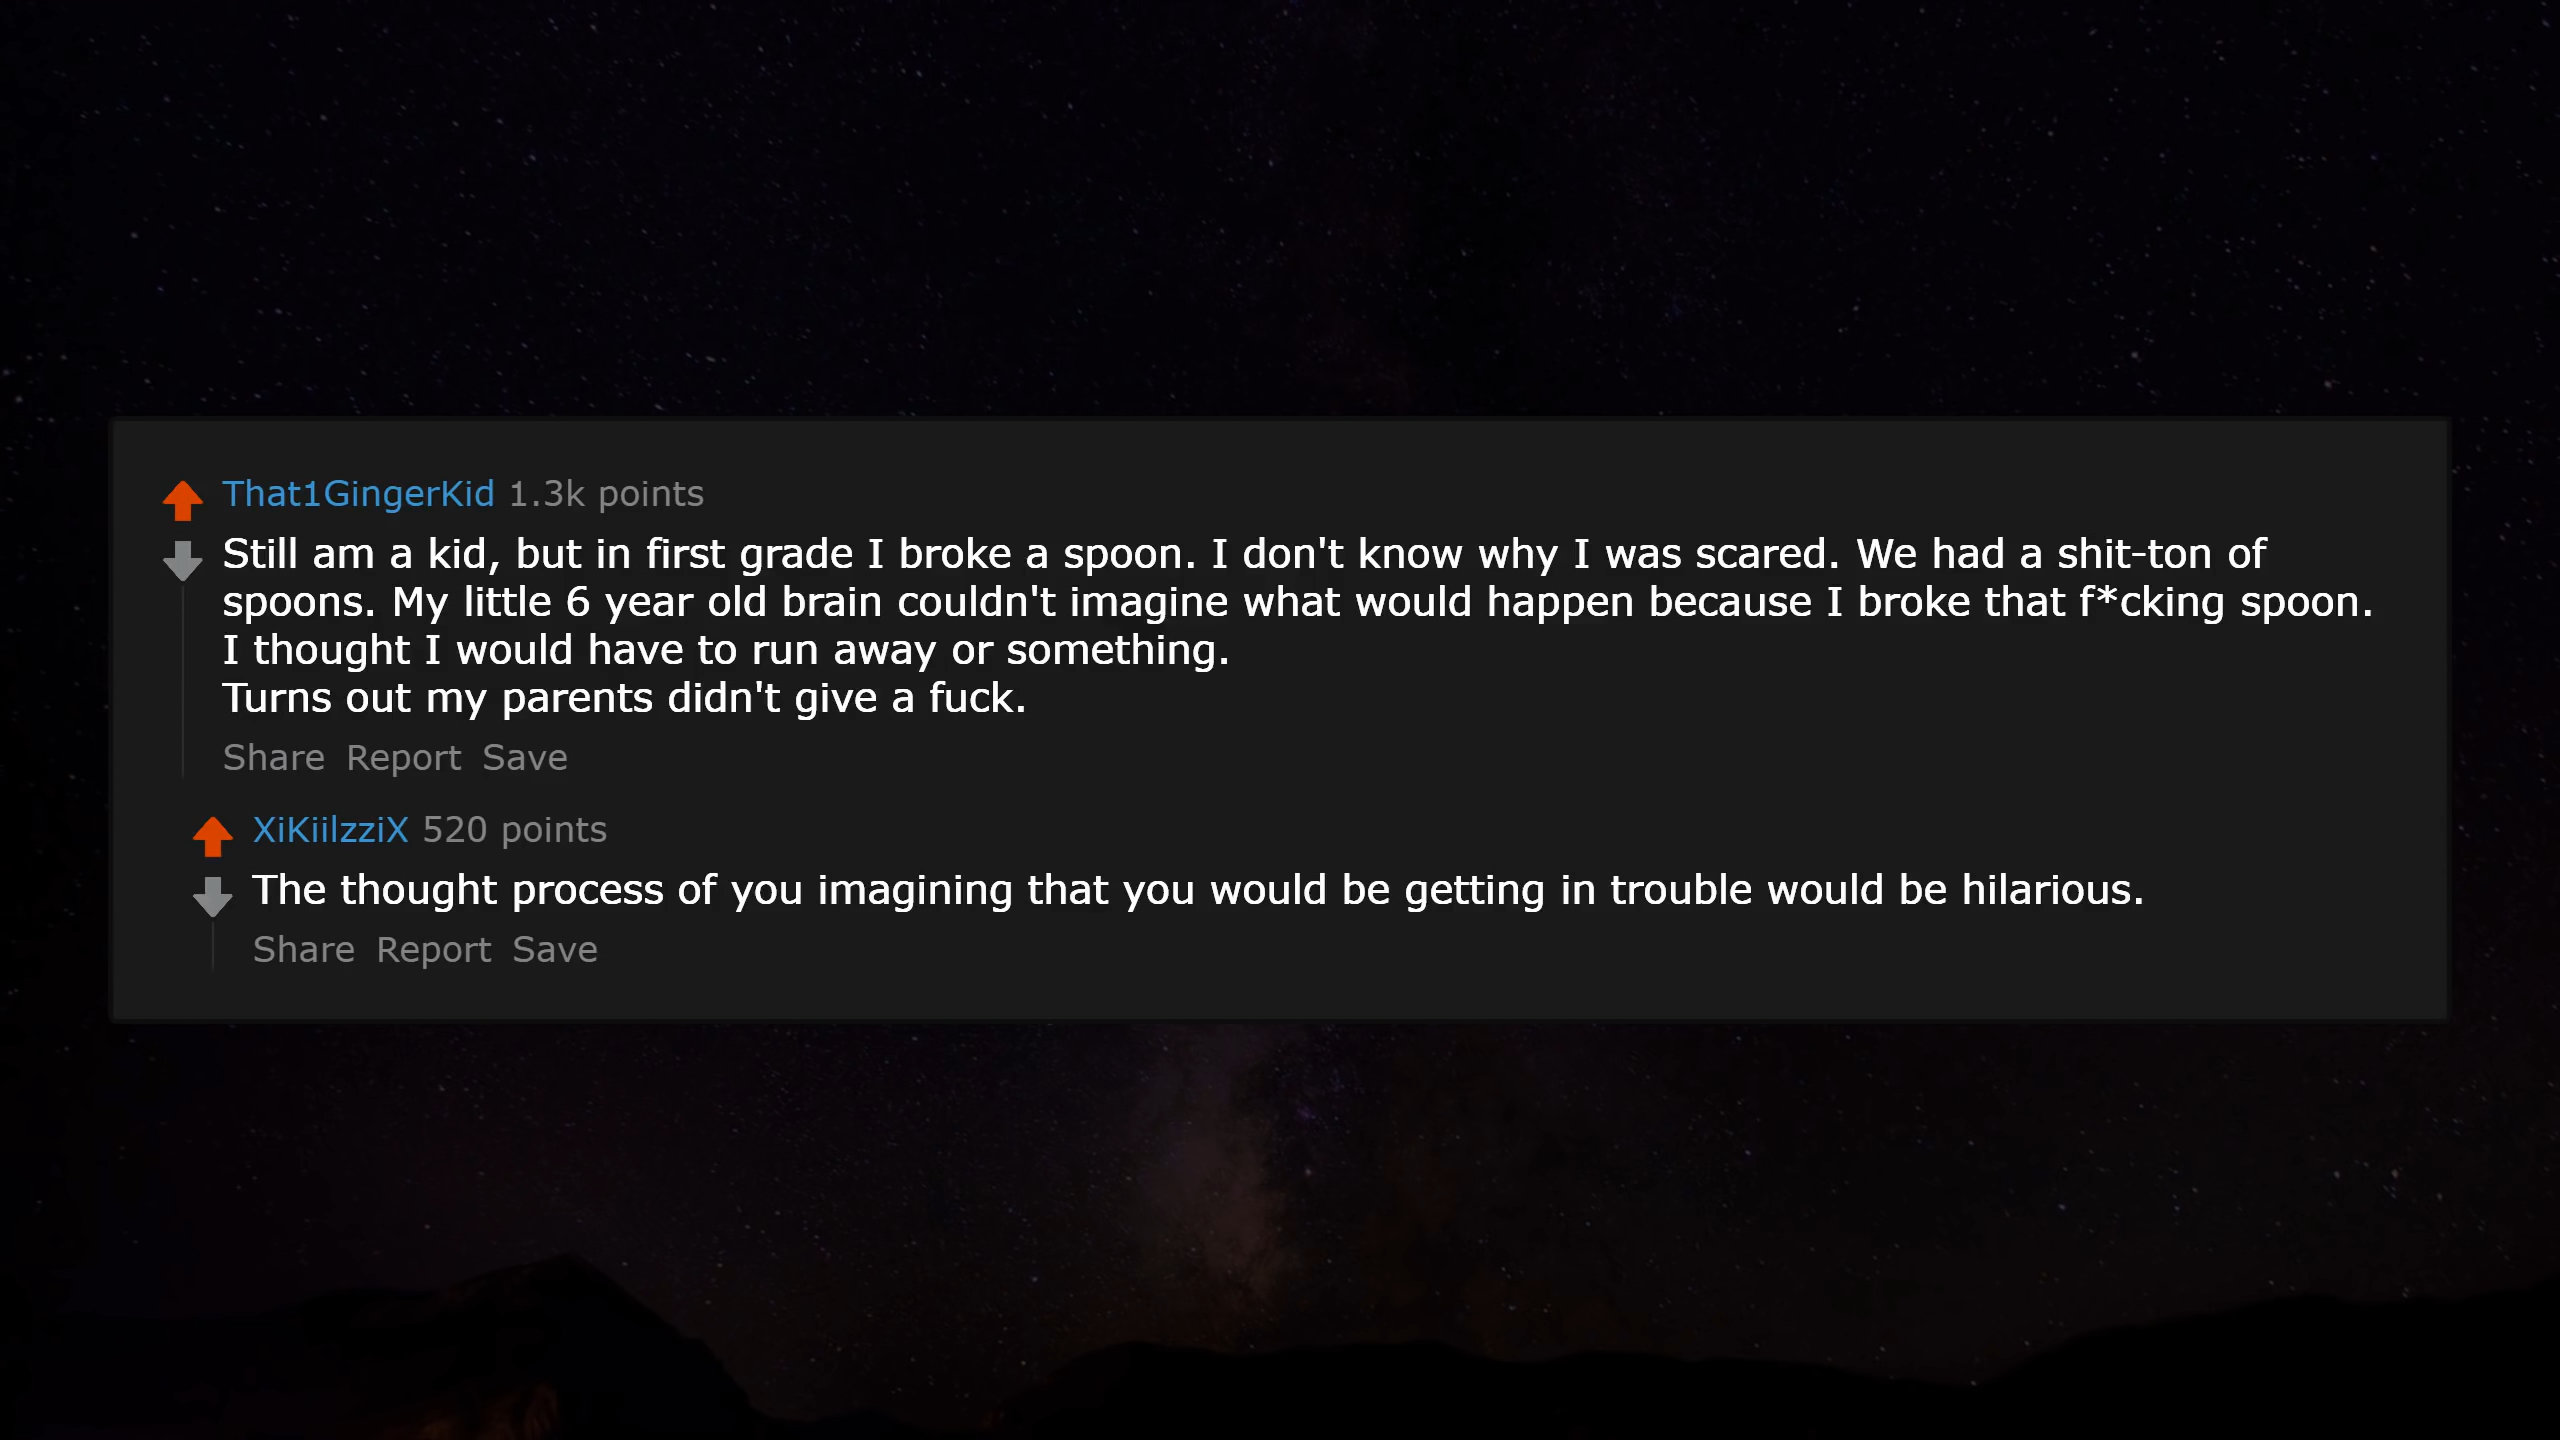 That1GingerKid 1.3k points
Still am a kid, but in first grade I broke a spoon. I don't know why I was scared. We had a shit-ton of
spoons. My little 6 year old brain couldn't imagine what would happen because I broke that f*cking spoon.
I thought I would have to run away or something.
Turns out my parents didn't give a fuck.
Share Report Save
XiKiilzziX 520 points
The thought process of you imagining that you would be getting in trouble would be hilarious.
Share Report Save